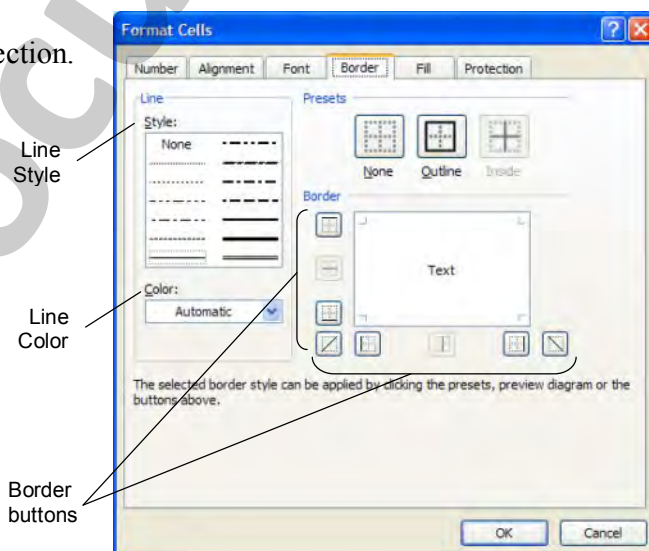 ection.
Format Cells
Number Alignment Font Border Fill Protection
Line
Style:
None
Presets
None Outline Inside
Border
Text
Color:
Automatic
The selected border style can be applied by clicking the presets, preview diagram or the
buttons above.
OK Cancel
Line
Style
Line
Color
Border
buttons